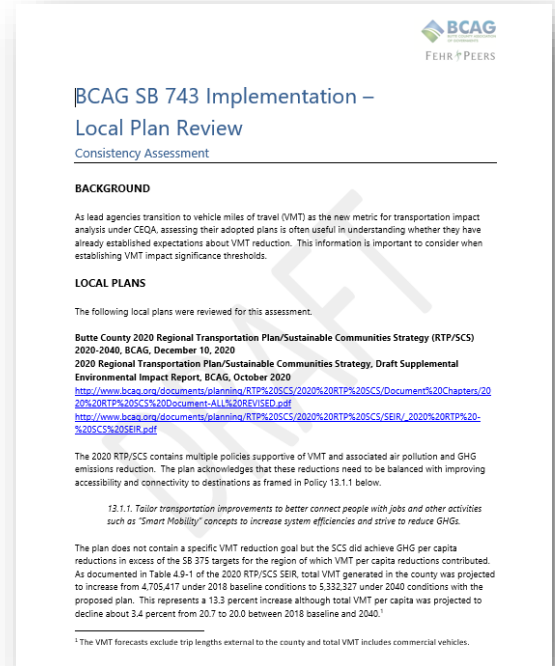 BCAG
BUTTE COUNTY ASSOCIATION
OF GOVERNMENTS
FEHR PEERS
BCAG SB 743 Implementation –
Local Plan Review
Consistency Assessment
BACKGROUND
As lead agencies transition to vehicle miles of travel (VMT) as the new metric for transportation impact
analysis under CEQA, assessing their adopted plans is often useful in understanding whether they have
already established expectations about VMT reduction. This information is important to consider when
establishing VMT impact significance thresholds.
LOCAL PLANS
The following local plans were reviewed for this assessment.
Butte County 2020 Regional Transportation Plan/Sustainable Communities Strategy (RTP/SCS)
2020-2040, BCAG, December 10, 2020
2020 Regional Transportation Plan/Sustainable Communities Strategy, Draft Supplemental
Environmental Impact Report, BCAG, October 2020
http://www.bcag.org/documents/planning/RTP%20SCS/2020%20RTP%20SCS/Document%20Chapters/20
20%20RTP%20SCS%20Document-ALL%20REVISED.pdf
http://www.bcag.org/documents/planning/RTP%20SCS/2020%20RTP%20SCS/SEIR/_2020%20RTP%20-
%20SCS%20SEIR.pdf
The 2020 RTP/SCS contains multiple policies supportive of VMT and associated air pollution and GHG
emissions reduction. The plan acknowledges that these reductions need to be balanced with improving
accessibility and connectivity to destinations as framed in Policy 13.1.1 below.
13.1.1. Tailor transportation improvements to better connect people with jobs and other activities
such as "Smart Mobility" concepts to increase system efficiencies and strive to reduce GHGs.
The plan does not contain a specific VMT reduction goal but the SCS did achieve GHG per capita
reductions in excess of the SB 375 targets for the region of which VMT per capita reductions contributed.
As documented in Table 4.9-1 of the 2020 RTP/SCS SEIR, total VMT generated in the county was projected
to increase from 4,705,417 under 2018 baseline conditions to 5,332,327 under 2040 conditions with the
proposed plan. This represents a 13.3 percent increase although total VMT per capita was projected to
decline about 3.4 percent from 20.7 to 20.0 between 2018 baseline and 2040.1
1 The VMT forecasts exclude trip lengths external to the county and total VMT includes commercial vehicles.
DRAFT